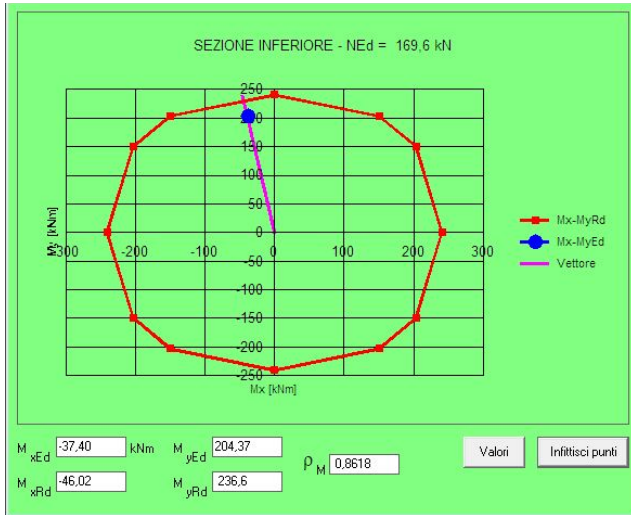 SEZIONE INFERIORE - NEd = 169,6 kN
250
200
150
100
50
0
-50
-100
-150
-200
-250
-300 -200 -100 0 100 200 300
My [kNm]
Mx [kNm]
Mx-MyRd
Mx-MyEd
Vettore
M xEd -37,40 kNm M yEd 204,37
ρ M 0,8618
Valori Infittisci punti
M xRd -46,02 M yRd 236,6